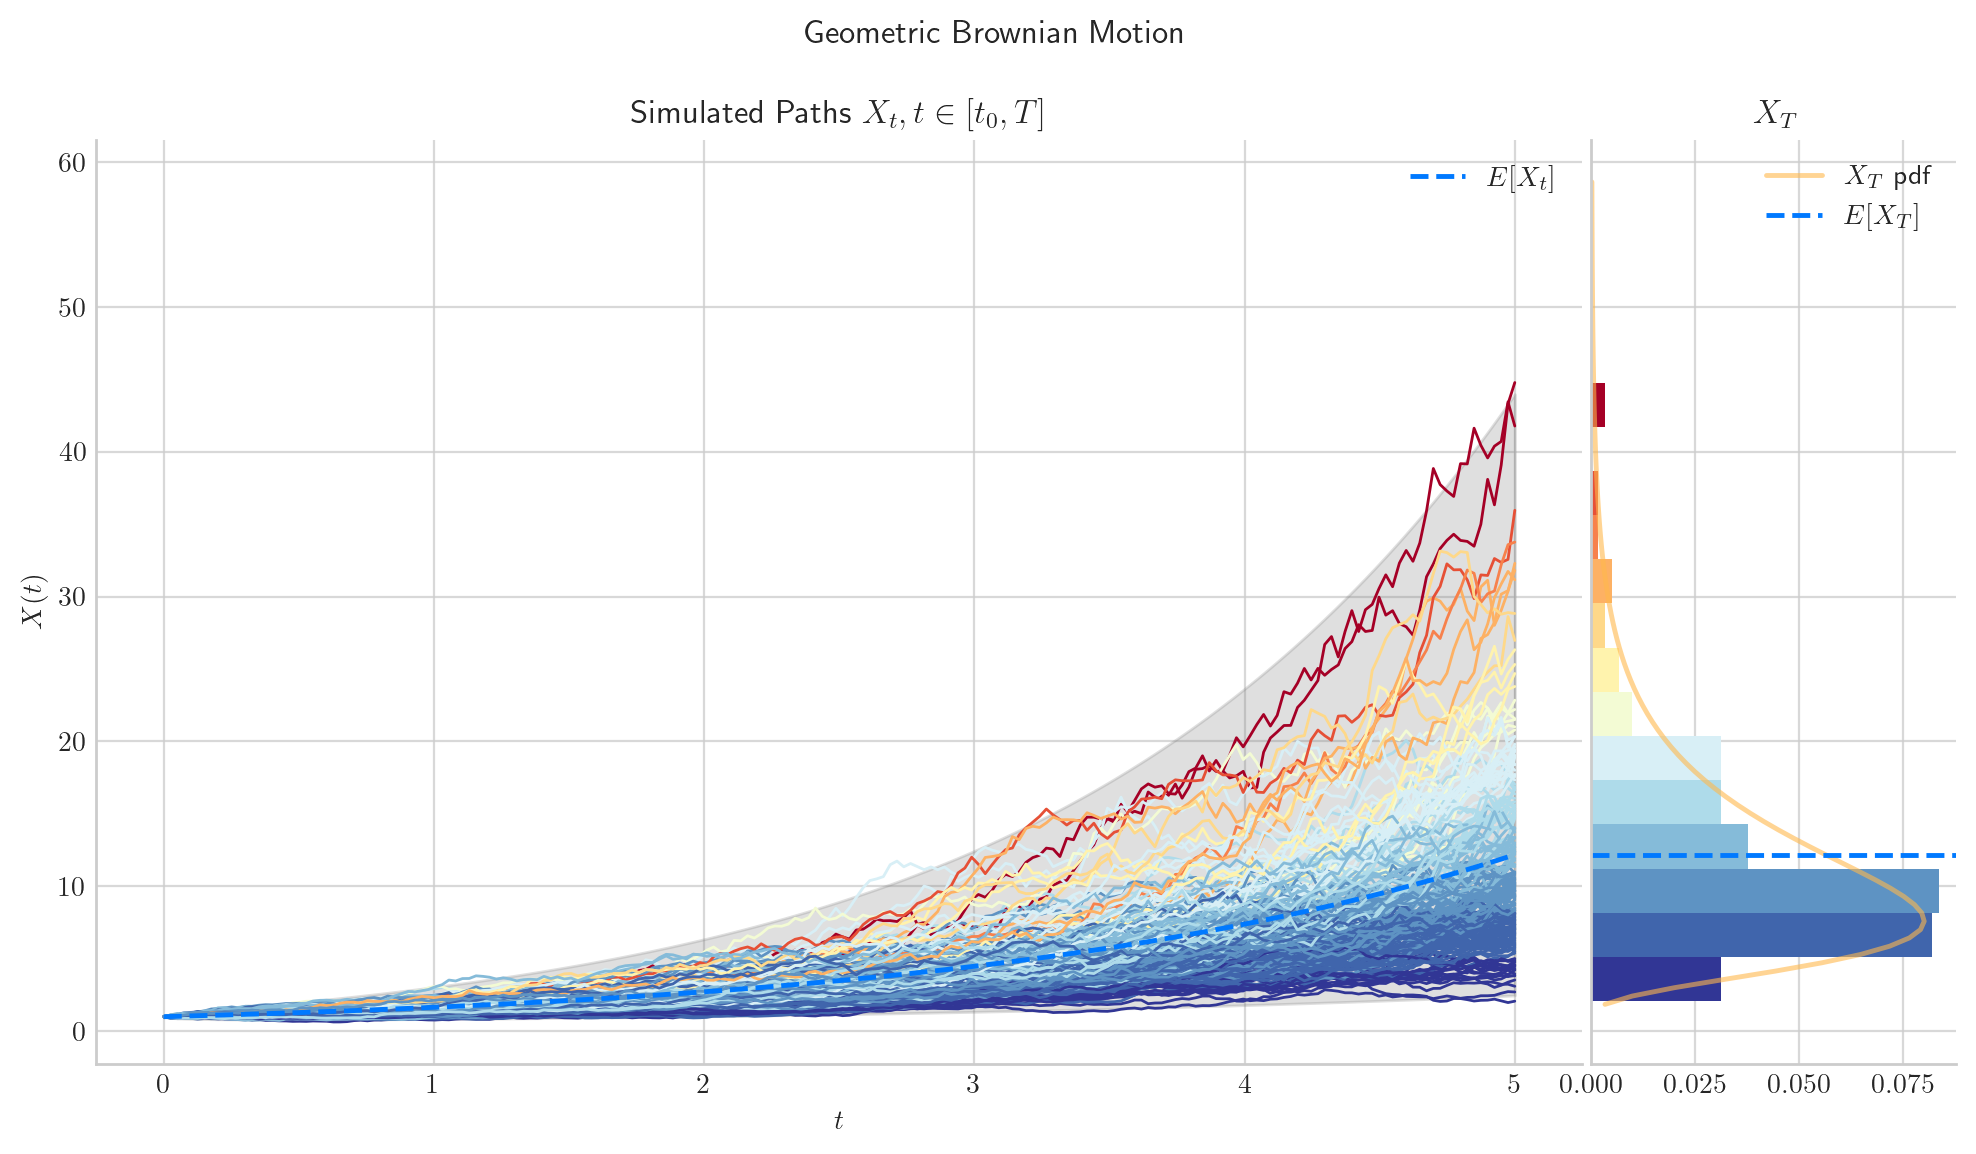 Geometric Brownian Motion
Simulated Paths $X_t, t \in [t_0, T]$
$X_T$
$E[X_t]$
$X_T$ pdf
$E[X_T]$
60
50
40
30
20
10
0
$X(t)$
0 1 2 3 4 5
0.000 0.025 0.050 0.075
$t$